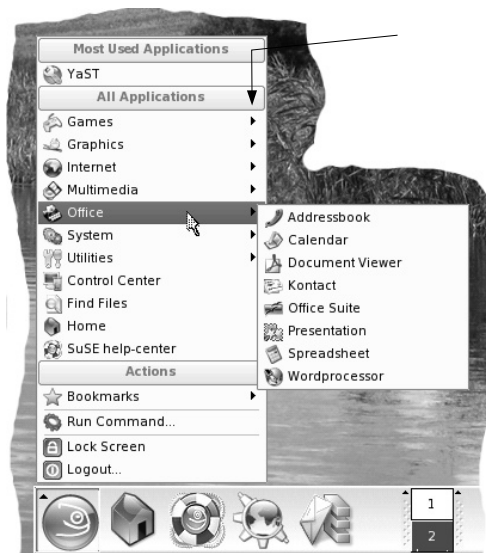 Most Used Applications
YaST
All Applications
Games
Graphics
Internet
Multimedia
Office
System
Utilities
Control Center
Find Files
Home
SuSE help-center
Actions
Bookmarks
Run Command...
Lock Screen
Logout...
Addressbook
Calendar
Document Viewer
Kontact
Office Suite
Presentation
Spreadsheet
Wordprocessor
1
2